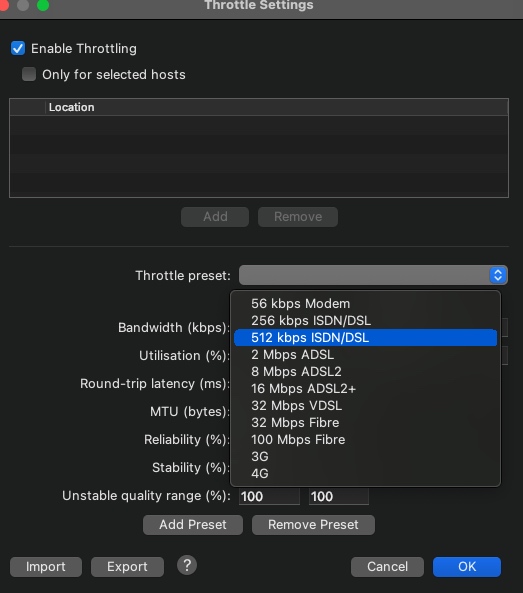 Throttle Settings
Enable Throttling
Only for selected hosts
Location
Add Remove
Throttle preset:
56 kbps Modem
256 kbps ISDN/DSL
512 kbps ISDN/DSL
2 Mbps ADSL
8 Mbps ADSL2
16 Mbps ADSL2+
32 Mbps VDSL
32 Mbps Fibre
100 Mbps Fibre
3G
4G
Bandwidth (kbps):
Utilisation (%):
Round-trip latency (ms):
MTU (bytes):
Reliability (%):
Stability (%):
Unstable quality range (%): 100 100
Add Preset Remove Preset
Import Export ? Cancel OK